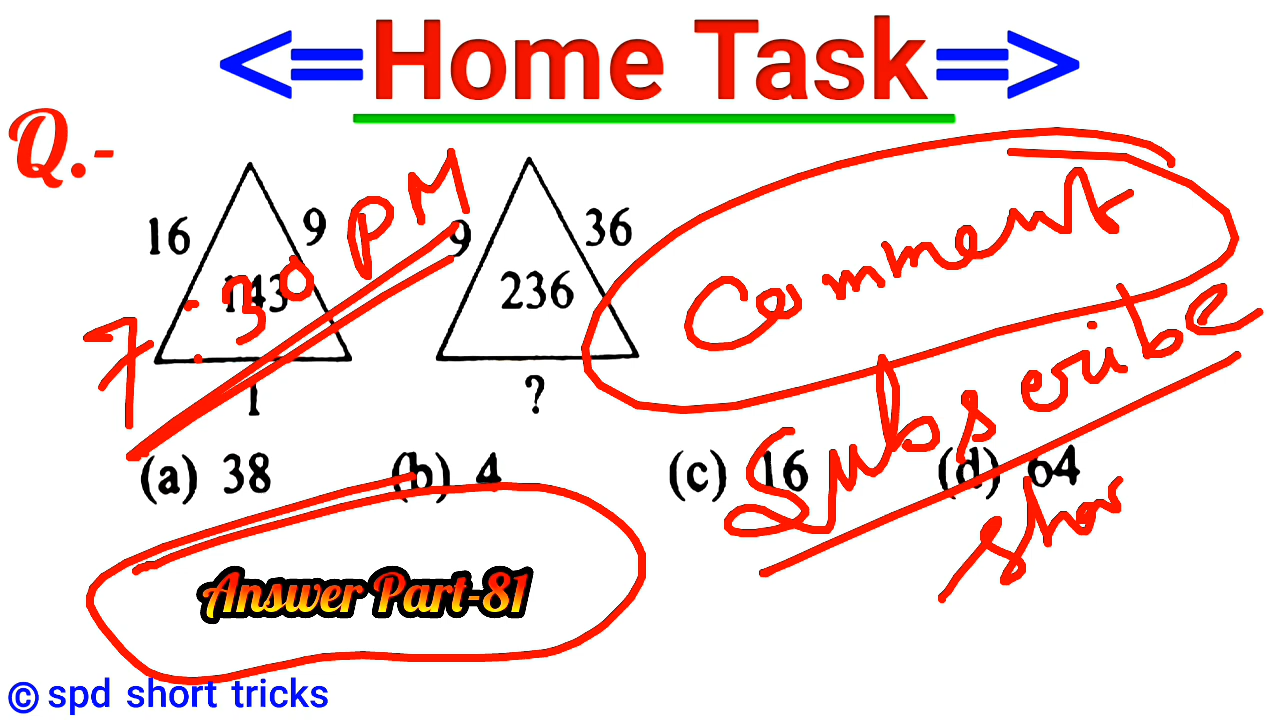 <=Home Task=>
Q.-
16 9 143 1
9 36 236 ?
7:30 PM
Comment
Subscribe
(a) 38 (b) 4 (c) 16 (d) 64
Answer Part-81
© spd short tricks